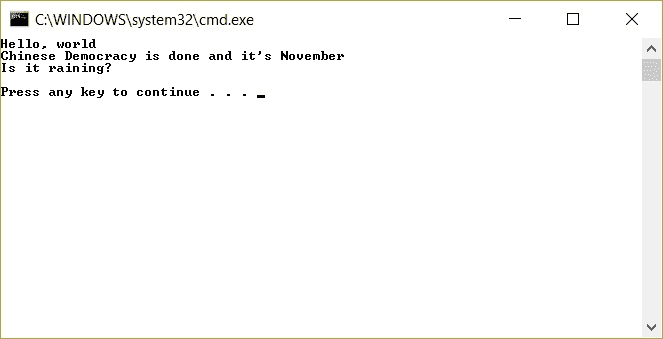 C:\WINDOWS\system32\cmd.exe
Hello, world
Chinese Democracy is done and it's November
Is it raining?
Press any key to continue . . . _